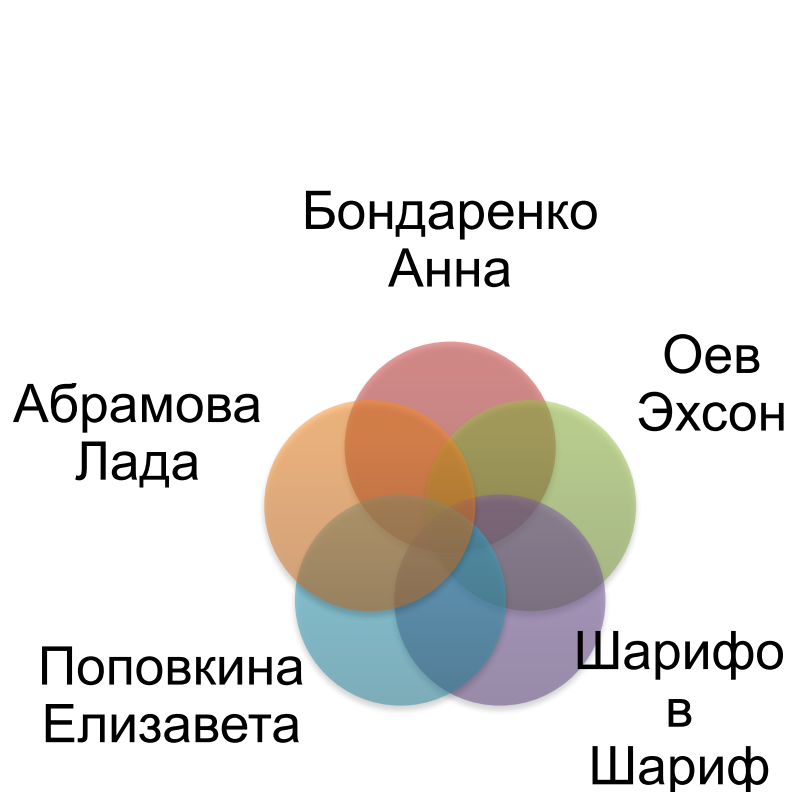 Бондаренко
Анна
Оев
Эхсон
Абрамова
Лада
Шарифо
в
Шариф
Поповкина
Елизавета